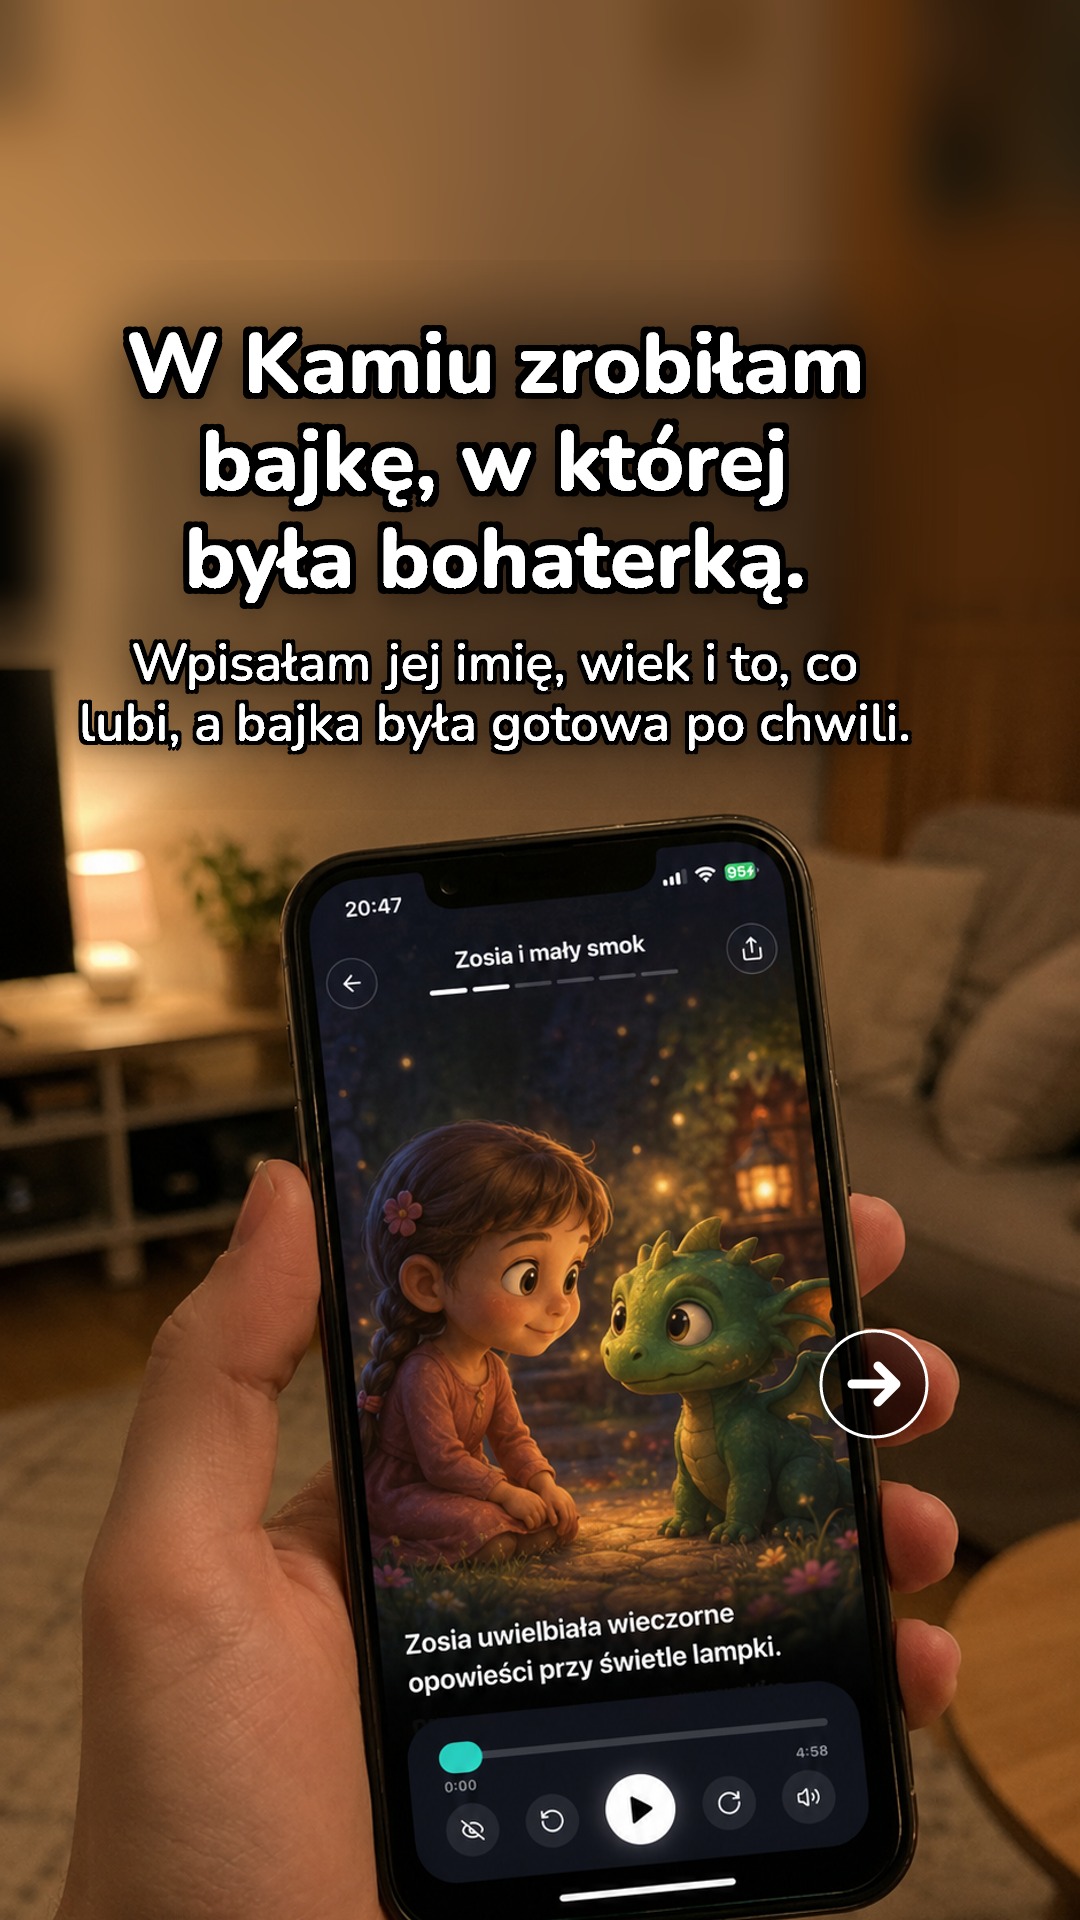 W Kamiu zrobiłam
bajkę, w której
była bohaterką.
Wpisałam jej imię, wiek i to, co
lubi, a bajka była gotowa po chwili.
20:47
95
Zosia i mały smok
Zosia uwielbiała wieczorne
opowieści przy świetle lampki.
0:00
4:58